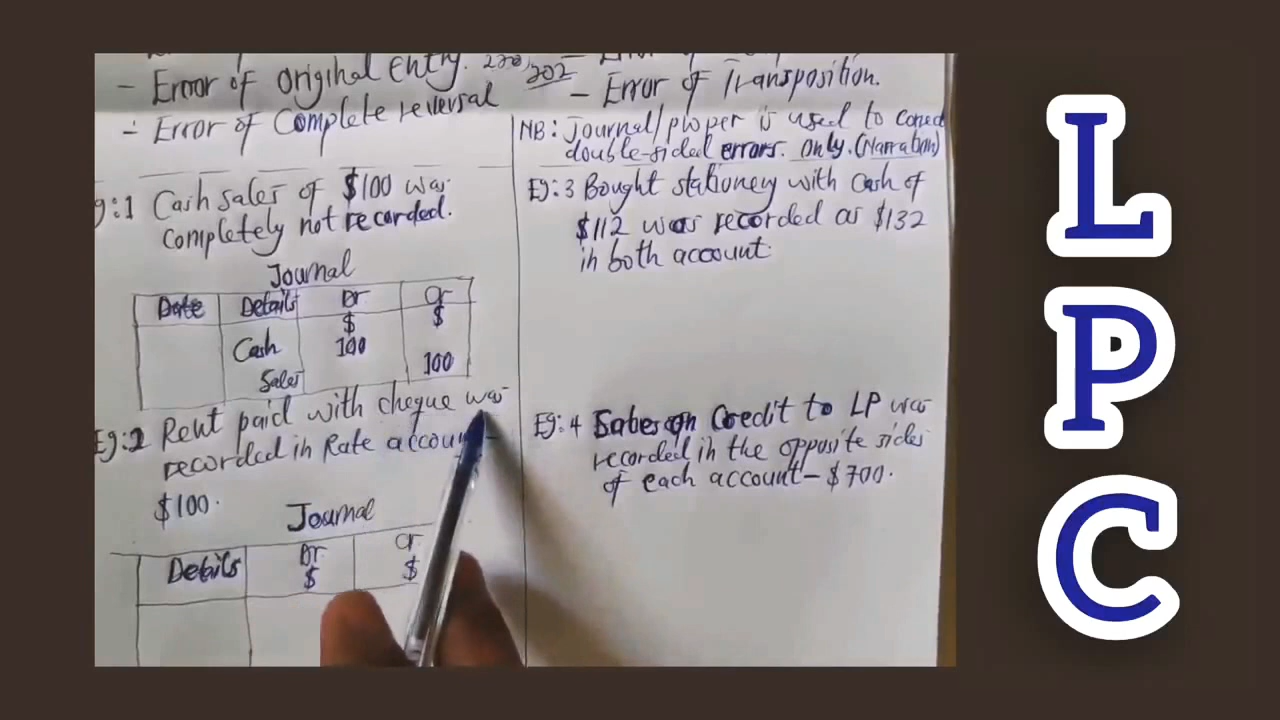 - Error of Original Entry.
- Error of Complete reversal
202
- Error of Transposition.
NB: Journal/ proper is used to correct
double-sided errors. only. (Narration)
g:1 Cash sales of $100 was
completely not recorded.
Journal
Date Details Dr Cr
$ $
Cash 100
Sales 100
Eg:2 Rent paid with cheque was
recorded in Rate account -
$100.
Journal
Details Dr Cr
$ $
Eg:3 Bought stationey with Cash of
$112 was recorded as $132
in both account.
Eg:4 Sales on Credit to LP was
recorded in the opposite sides
of each account - $700.
L
P
C